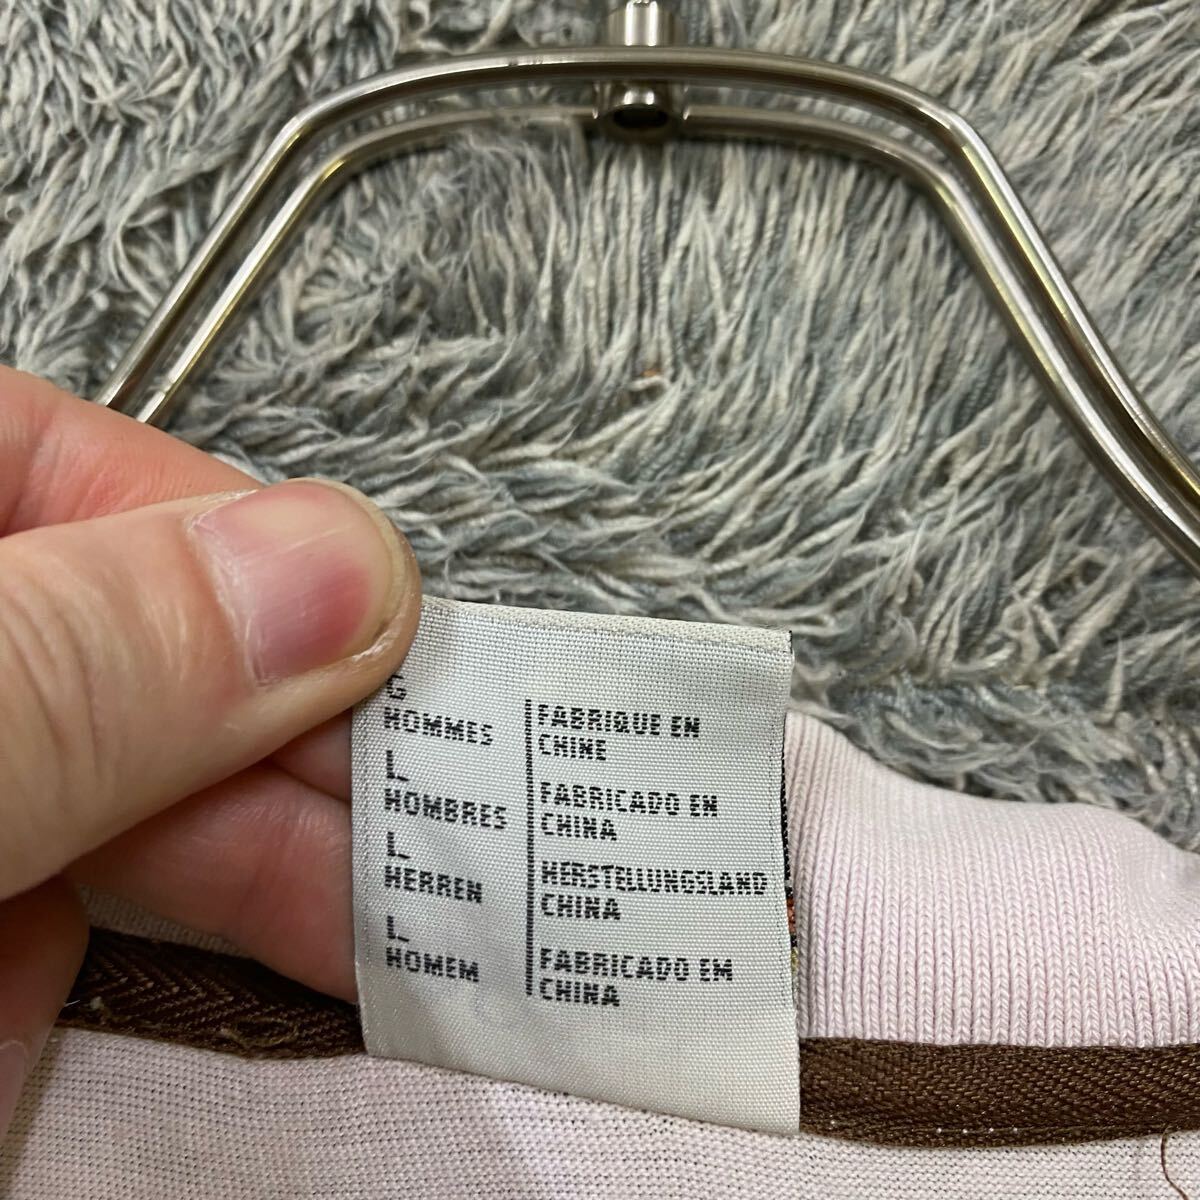 G
HOMMES
L
HOMBRES
L
HERREN
L
HOMEM
FABRIQUE EN
CHINE
FABRICADO EN
CHINA
HERSTELLUNGSLAND
CHINA
FABRICADO EM
CHINA